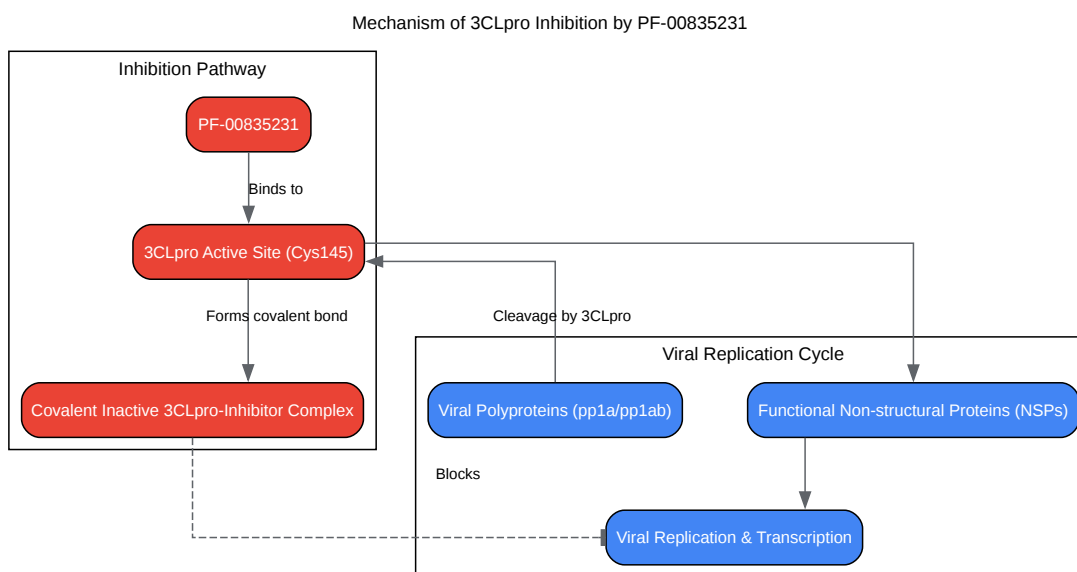 Mechanism of 3CLpro Inhibition by PF-00835231
Inhibition Pathway
PF-00835231
Binds to
3CLpro Active Site (Cys145)
Forms covalent bond
Cleavage by 3CLpro
Viral Replication Cycle
Covalent Inactive 3CLpro-Inhibitor Complex
Viral Polyproteins (pp1a/pp1ab)
Functional Non-structural Proteins (NSPs)
Blocks
Viral Replication & Transcription